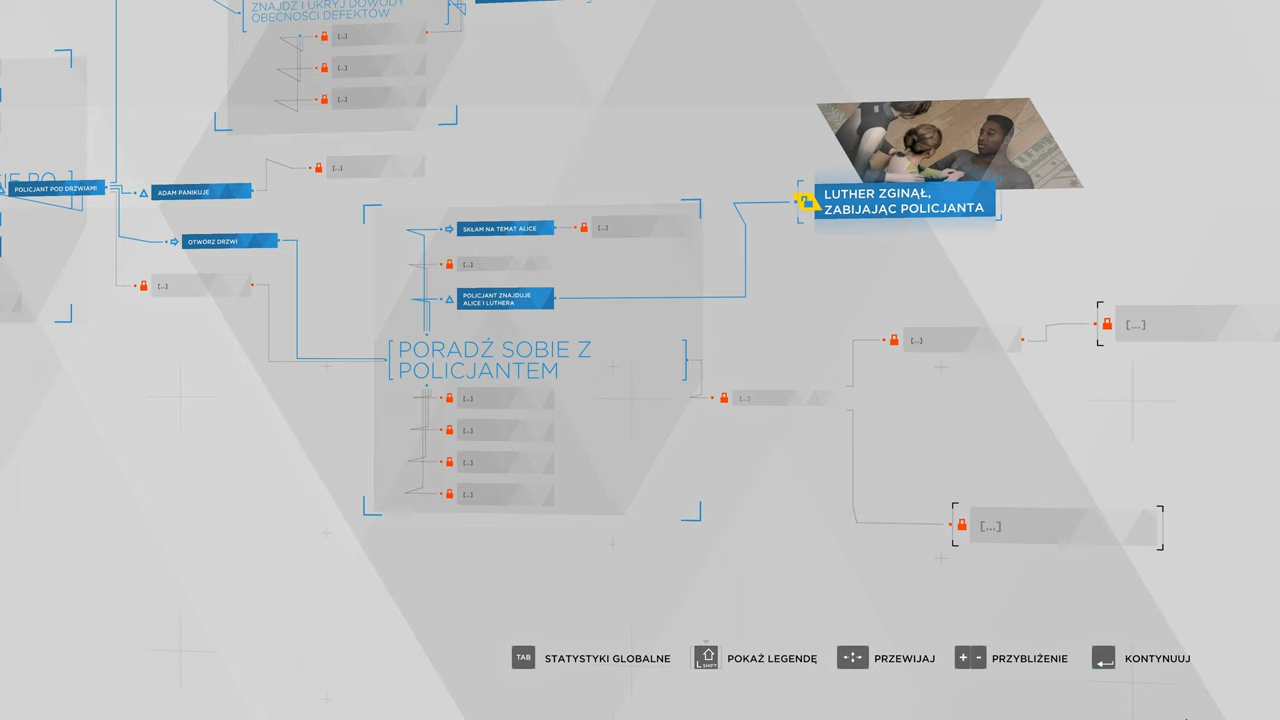 ZNAJDŹ I UKRYJ DOWODY
OBECNOŚCI DEFEKTÓW
[...]
[...]
[...]
[...]
POLICJANT POD DRZWIAMI
ADAM PANIKUJE
OTWÓRZ DRZWI
[...]
LUTHER ZGINĄŁ,
ZABIJAJĄC POLICJANTA
SKŁAM NA TEMAT ALICE
[...]
[...]
POLICJANT ZNAJDUJE
ALICE I LUTHERA
PORADŹ SOBIE Z
POLICJANTEM
[...]
[...]
[...]
[...]
[...]
[...]
[...]
[...]
TAB STATYSTYKI GLOBALNE
L SHIFT POKAŻ LEGENDĘ
PRZEWIJAJ
+ - PRZYBLIŻENIE
KONTYNUUJ